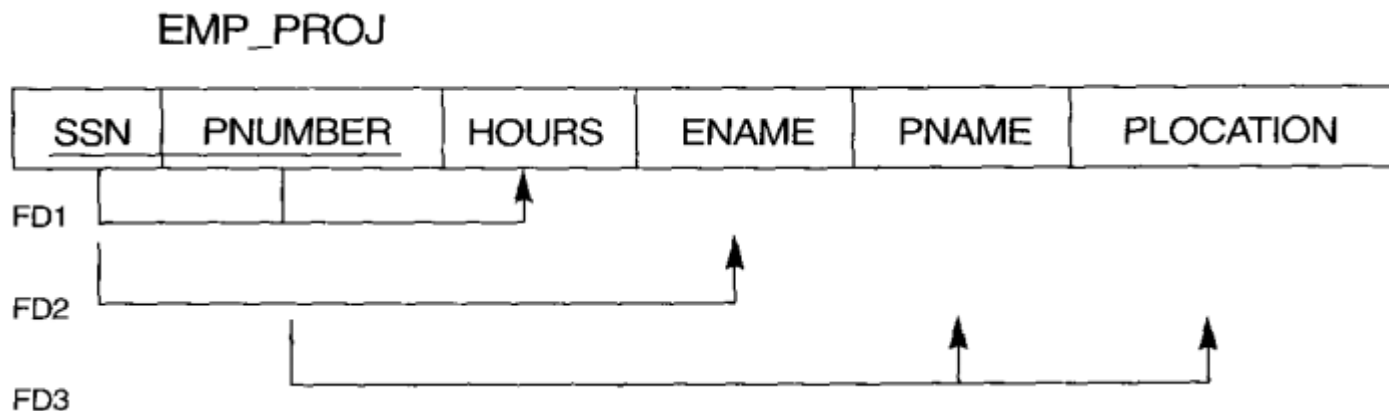 EMP_PROJ
SSN PNUMBER HOURS ENAME PNAME PLOCATION
FD1
FD2
FD3